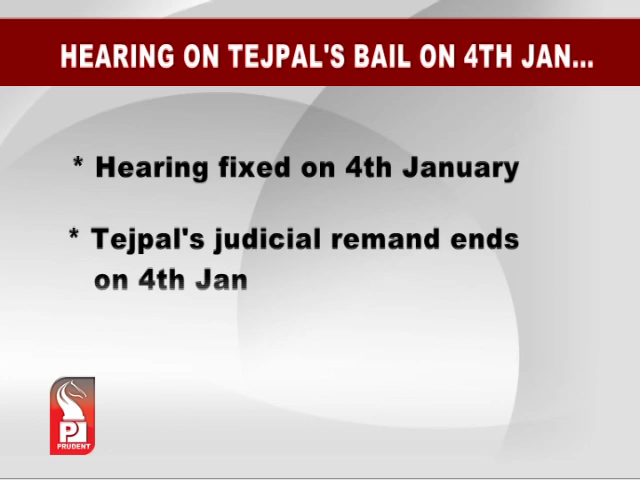 HEARING ON TEJPAL'S BAIL ON 4TH JAN...
* Hearing fixed on 4th January
* Tejpal's judicial remand ends
on 4th Jan
P
PRUDENT